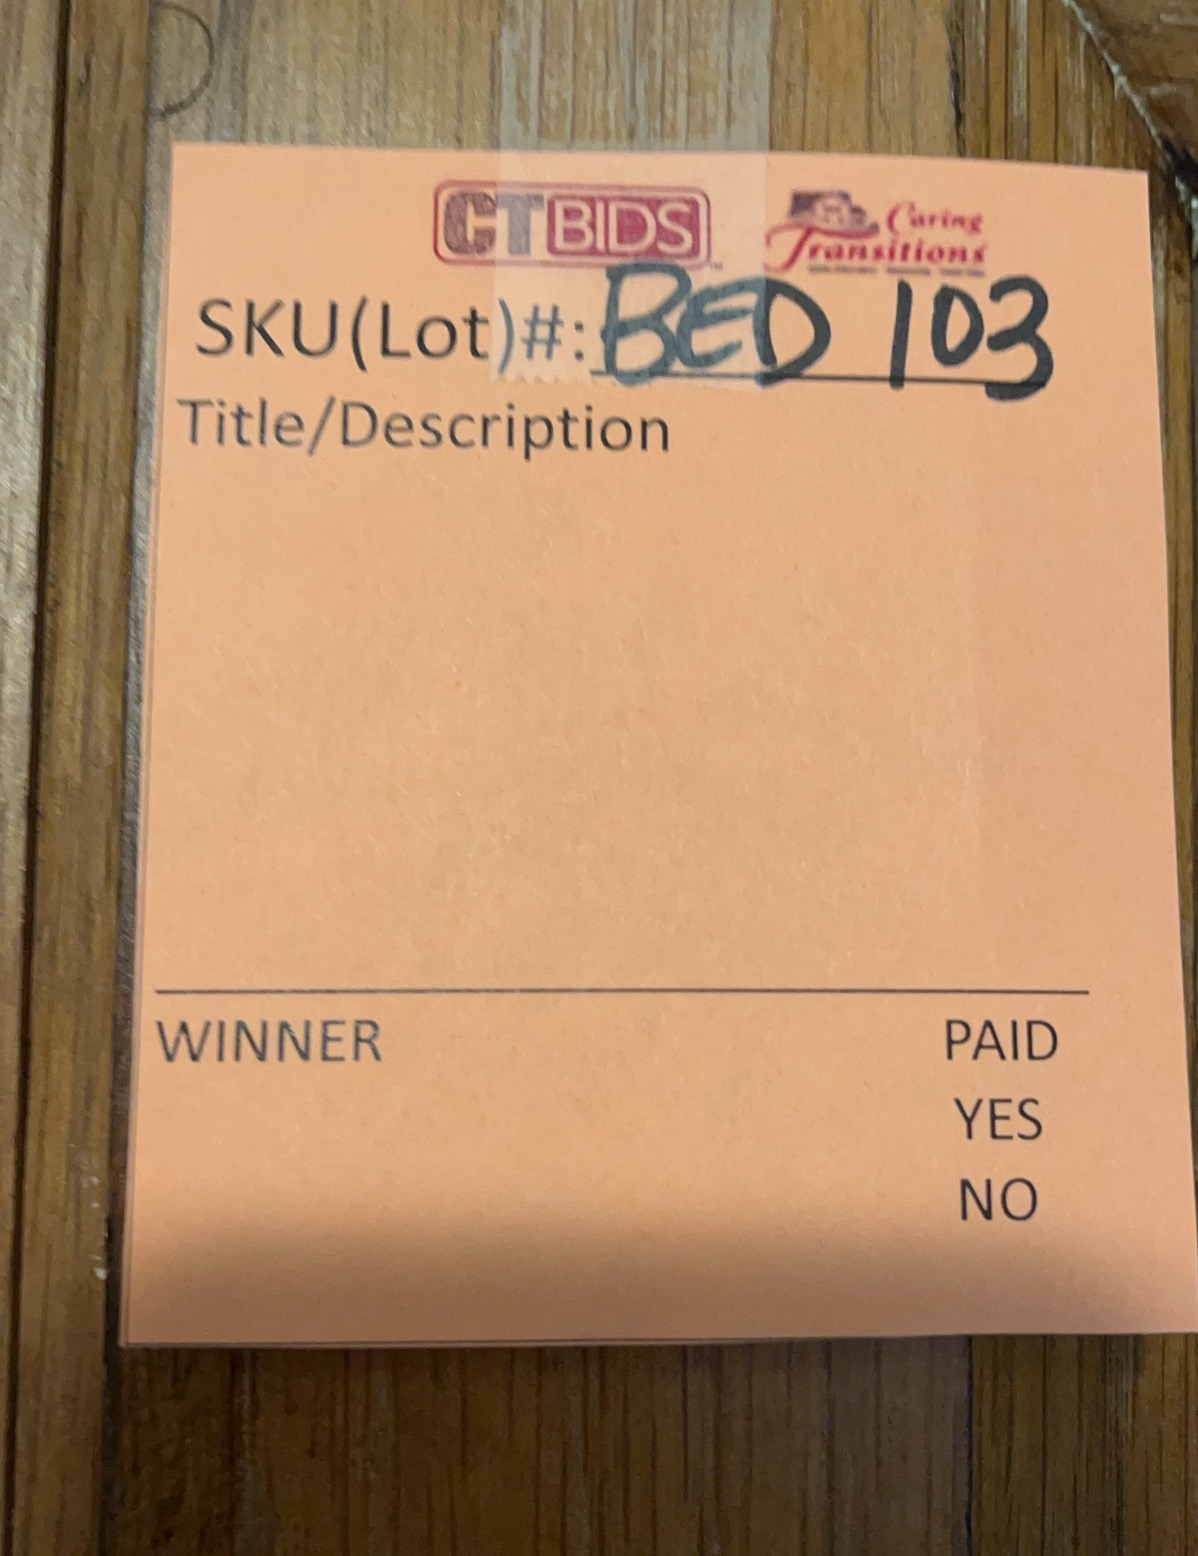 CTBIDS
Caring
Transitions
SKU(Lot)#: BED 103
Title/Description
WINNER PAID
YES
NO